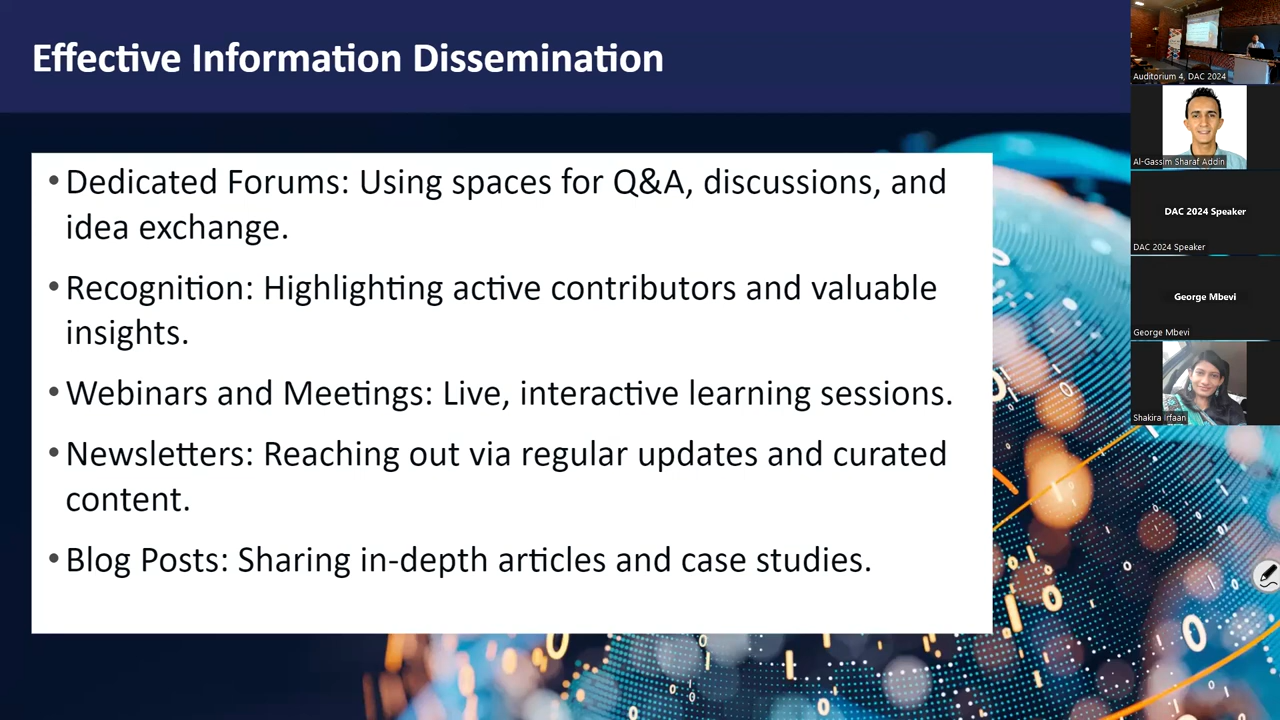 Effective Information Dissemination
• Dedicated Forums: Using spaces for Q&A, discussions, and
idea exchange.
• Recognition: Highlighting active contributors and valuable
insights.
• Webinars and Meetings: Live, interactive learning sessions.
• Newsletters: Reaching out via regular updates and curated
content.
• Blog Posts: Sharing in-depth articles and case studies.
Auditorium 4, DAC 2024
Al-Gassim Sharaf Addin
DAC 2024 Speaker
DAC 2024 Speaker
George Mbevi
George Mbevi
Shakira Irfaan